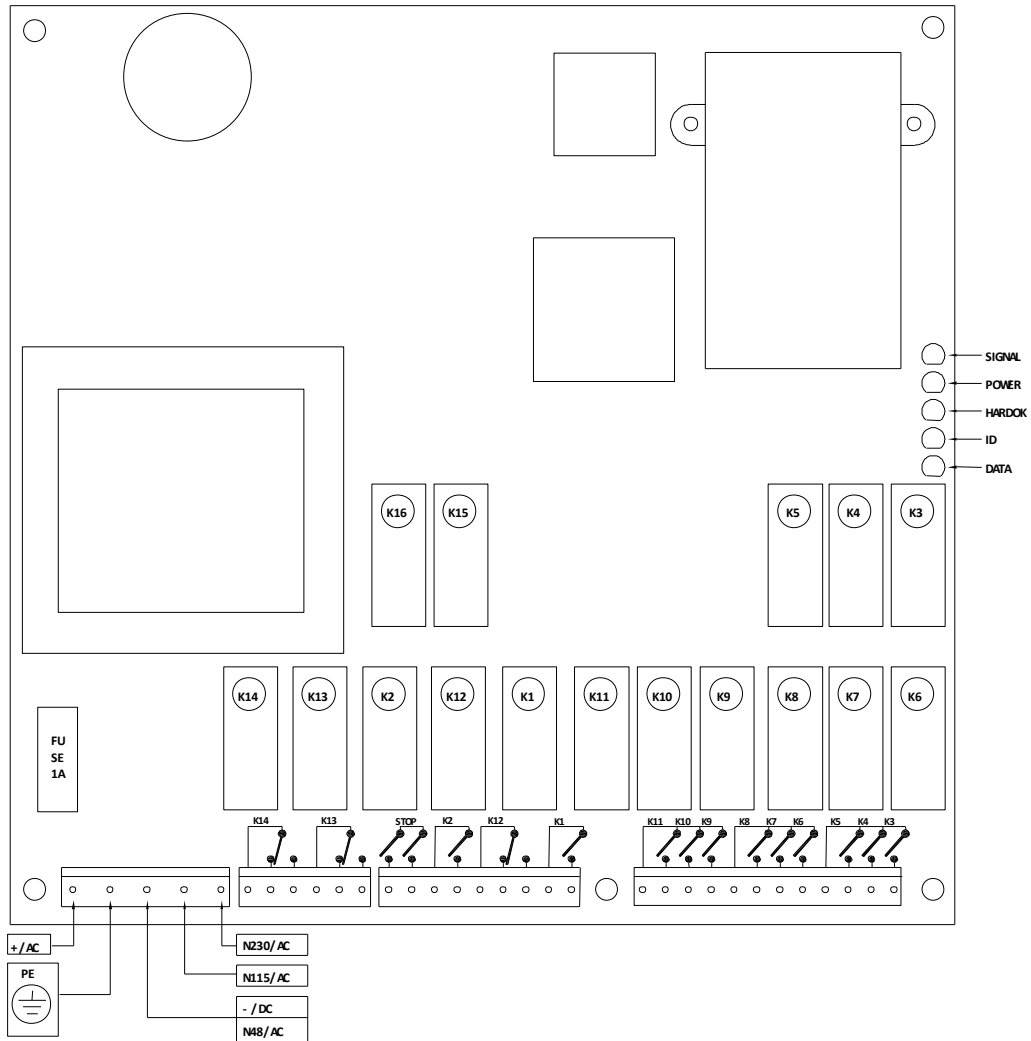 SIGNAL
POWER
HARDOK
ID
DATA
K16 K15 K5 K4 K3
K14 K13 K2 K12 K1 K11 K10 K9 K8 K7 K6
FU
SE
1A
K14 K13 STOP K2 K12 K1 K11 K10 K9 K8 K7 K6 K5 K4 K3
+/AC
PE
N230/AC
N115/AC
- /DC
N48/AC